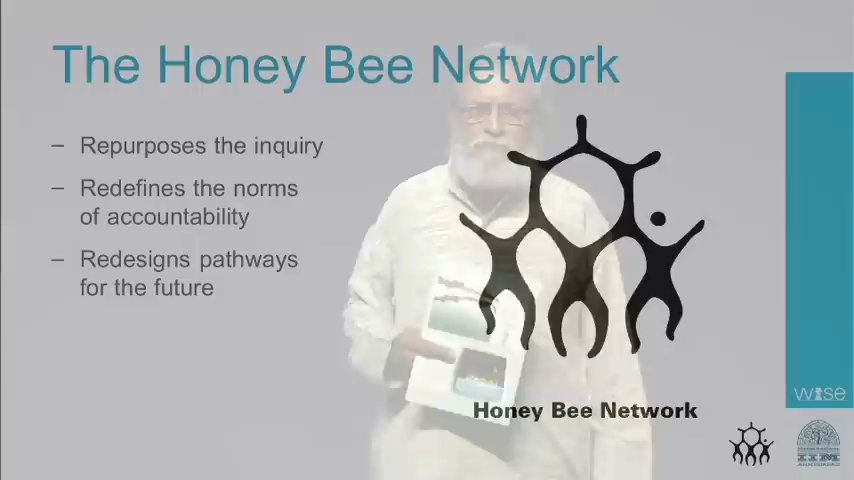 The Honey Bee Network
– Repurposes the inquiry
– Redefines the norms
of accountability
– Redesigns pathways
for the future
Honey Bee Network
wise
IIM